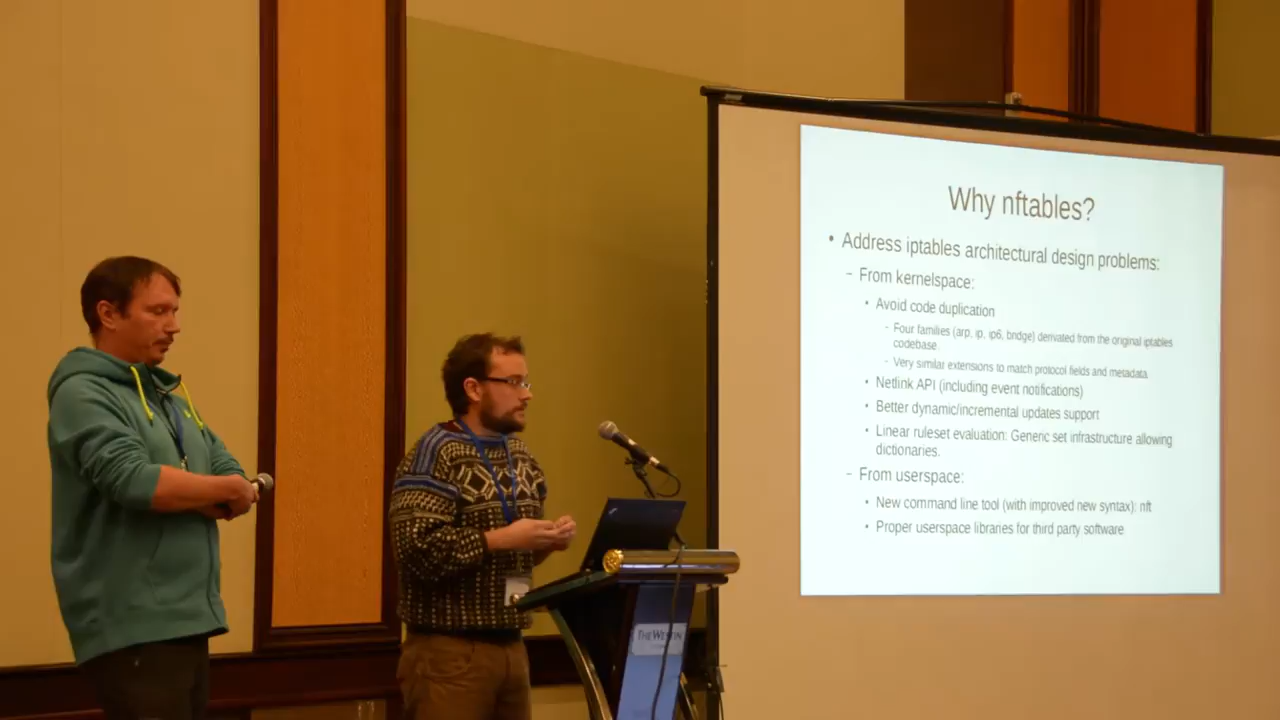 Why nftables?
• Address iptables architectural design problems:
– From kernelspace:
• Avoid code duplication
– Four families (arp, ip, ip6, bridge) derived from the original iptables
codebase.
– Very similar extensions to match protocol fields and metadata.
• Netlink API (including event notifications)
• Better dynamic/incremental updates support
• Linear ruleset evaluation: Generic set infrastructure allowing
dictionaries.
– From userspace:
• New command line tool (with improved new syntax): nft
• Proper userspace libraries for third party software
THE WESTIN